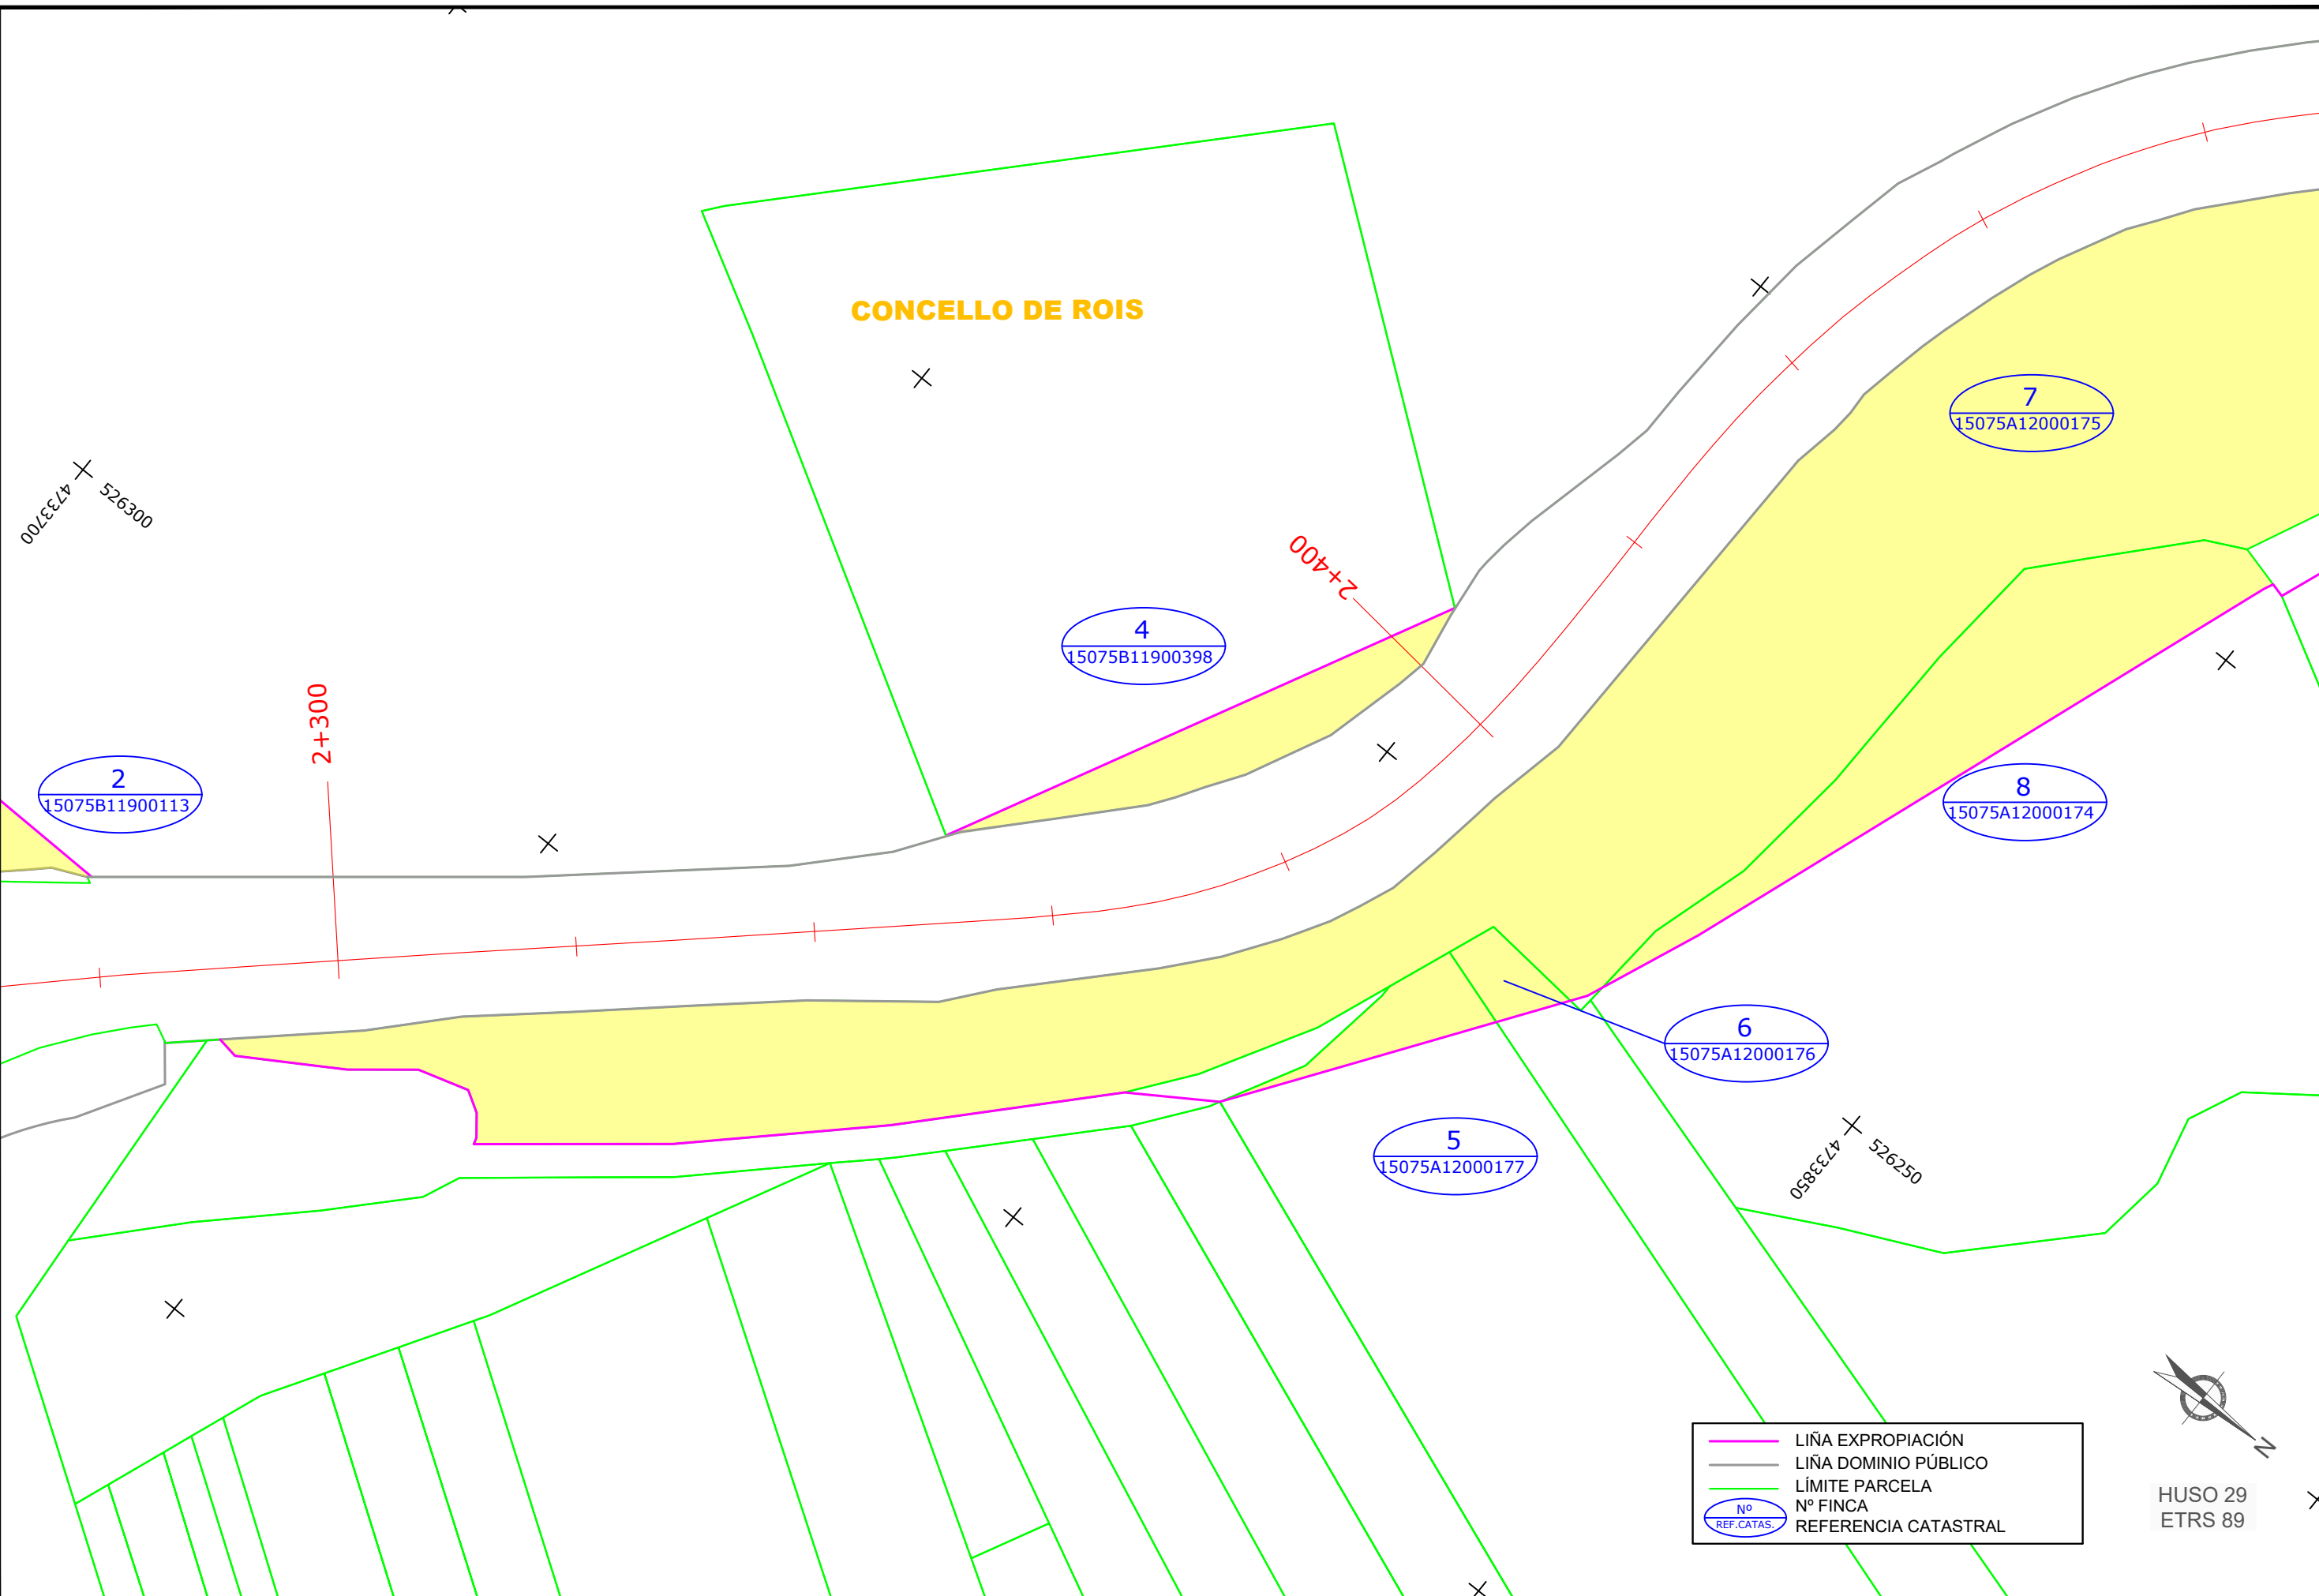 CONCELLO DE ROIS
7
15075A12000175
4733700
526300
2+400
4
15075B11900398
2+300
2
15075B11900113
8
15075A12000174
6
15075A12000176
5
15075A12000177
4733850
526250
N
LIÑA EXPROPIACIÓN
LIÑA DOMINIO PÚBLICO
LÍMITE PARCELA
Nº
REF.CATAS.
Nº FINCA
REFERENCIA CATASTRAL
HUSO 29
ETRS 89